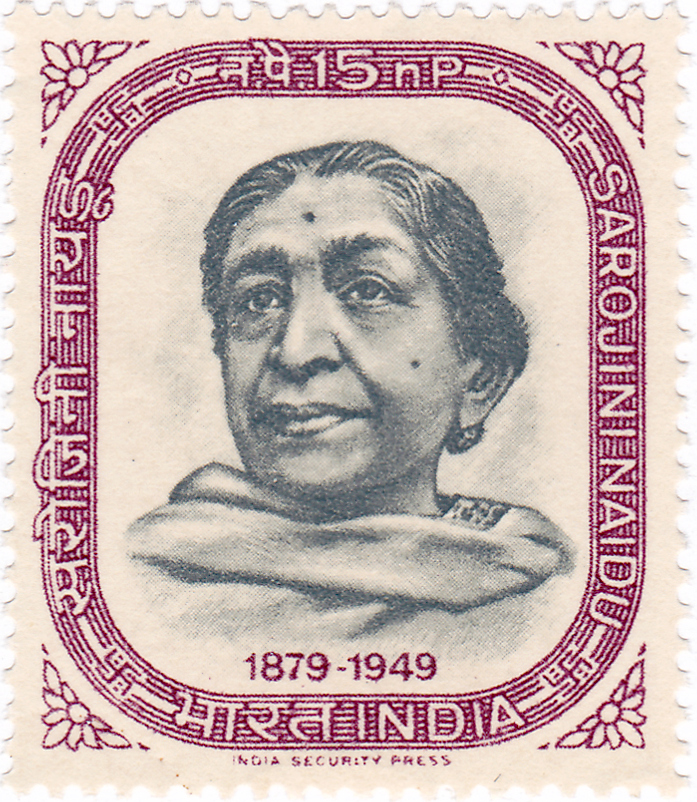 न.पै. 15 nP
सरोजिनी नायडू
SAROJINI NAIDU
1879-1949
भारत INDIA
INDIA SECURITY PRESS